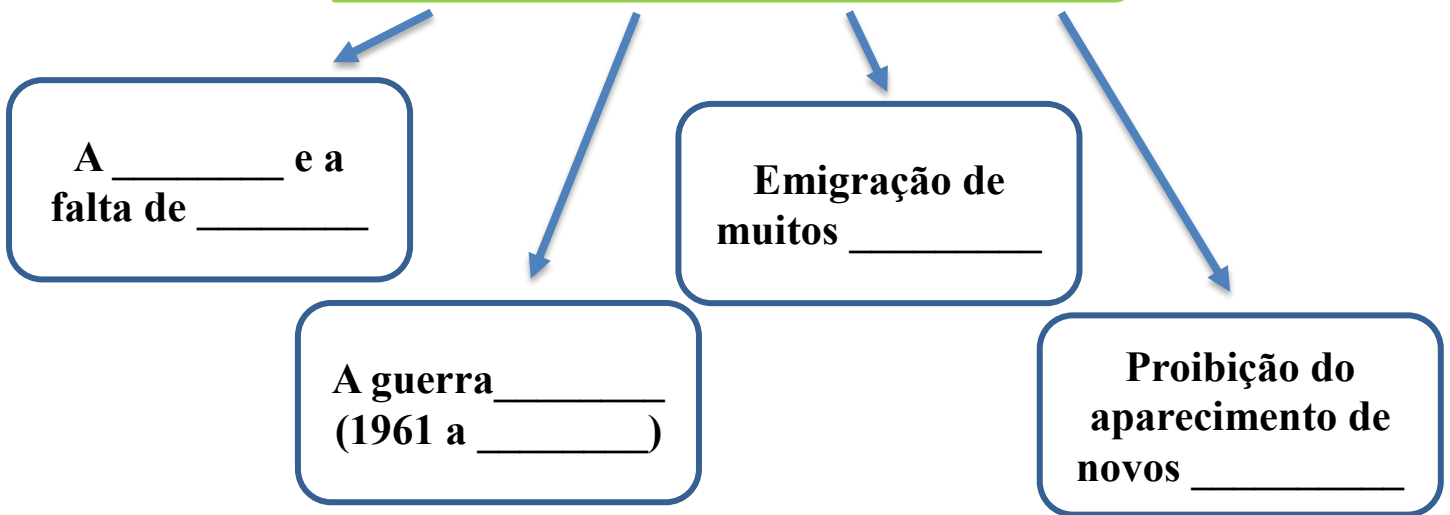 A ________ e a
falta de ________
Emigração de
muitos _________
A guerra________
(1961 a ________)
Proibição do
aparecimento de
novos __________